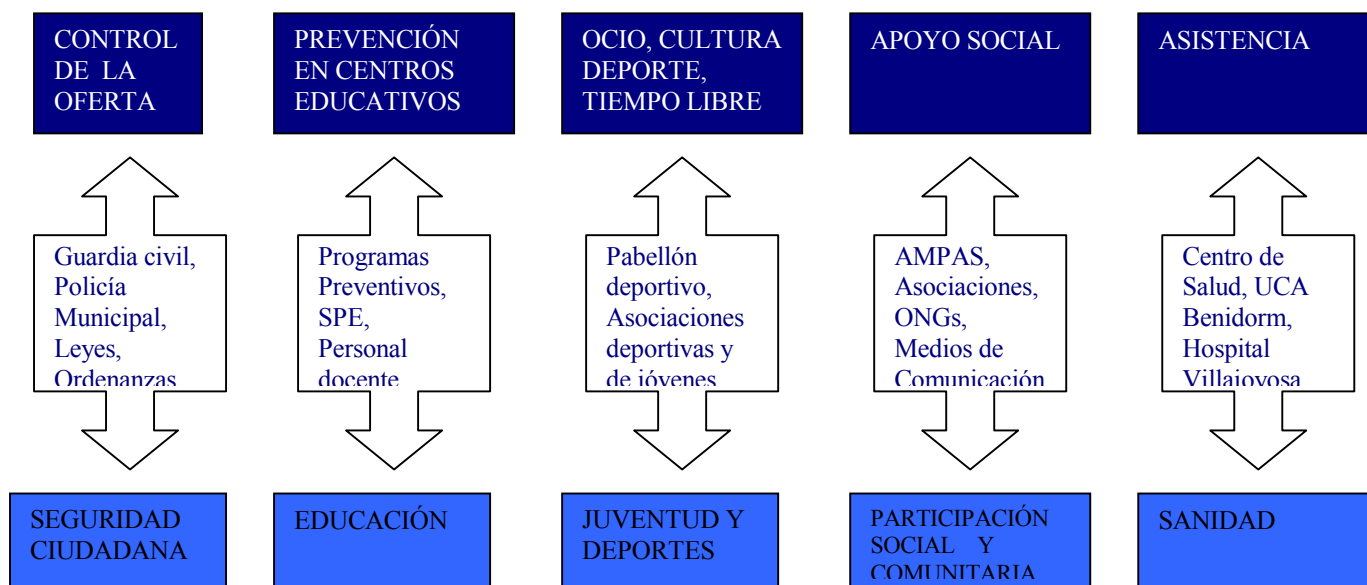 CONTROL
DE LA
OFERTA
PREVENCIÓN
EN CENTROS
EDUCATIVOS
OCIO, CULTURA
DEPORTE,
TIEMPO LIBRE
APOYO SOCIAL
ASISTENCIA
Guardia civil,
Policía
Municipal,
Leyes,
Ordenanzas
Programas
Preventivos,
SPE,
Personal
docente
Pabellón
deportivo,
Asociaciones
deportivas y
de jóvenes
AMPAS,
Asociaciones,
ONGs,
Medios de
Comunicación
Centro de
Salud, UCA
Benidorm,
Hospital
Villajoyosa
SEGURIDAD
CIUDADANA
EDUCACIÓN
JUVENTUD Y
DEPORTES
PARTICIPACIÓN
SOCIAL Y
COMUNITARIA
SANIDAD